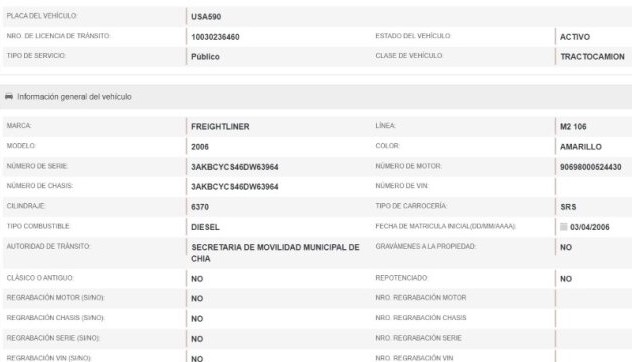 PLACA DEL VEHÍCULO: USA590
NRO. DE LICENCIA DE TRÁNSITO: 10030236460 ESTADO DEL VEHÍCULO: ACTIVO
TIPO DE SERVICIO: Público CLASE DE VEHÍCULO: TRACTOCAMION
Información general del vehículo
MARCA: FREIGHTLINER LÍNEA: M2 106
MODELO: 2006 COLOR: AMARILLO
NÚMERO DE SERIE: 3AKBCYCS46DW63964 NÚMERO DE MOTOR: 90698000524430
NÚMERO DE CHASIS: 3AKBCYCS46DW63964 NÚMERO DE VIN:
CILINDRAJE: 6370 TIPO DE CARROCERÍA: SRS
TIPO COMBUSTIBLE: DIESEL FECHA DE MATRICULA INICIAL(DD/MM/AAAA): 03/04/2006
AUTORIDAD DE TRÁNSITO: SECRETARIA DE MOVILIDAD MUNICIPAL DE CHIA GRAVÁMENES A LA PROPIEDAD: NO
CLÁSICO O ANTIGUO: NO REPOTENCIADO: NO
REGRABACIÓN MOTOR (SI/NO): NO NRO. REGRABACIÓN MOTOR
REGRABACIÓN CHASIS (SI/NO): NO NRO. REGRABACIÓN CHASIS
REGRABACIÓN SERIE (SI/NO): NO NRO. REGRABACIÓN SERIE
REGRABACIÓN VIN (SI/NO): NO NRO. REGRABACIÓN VIN